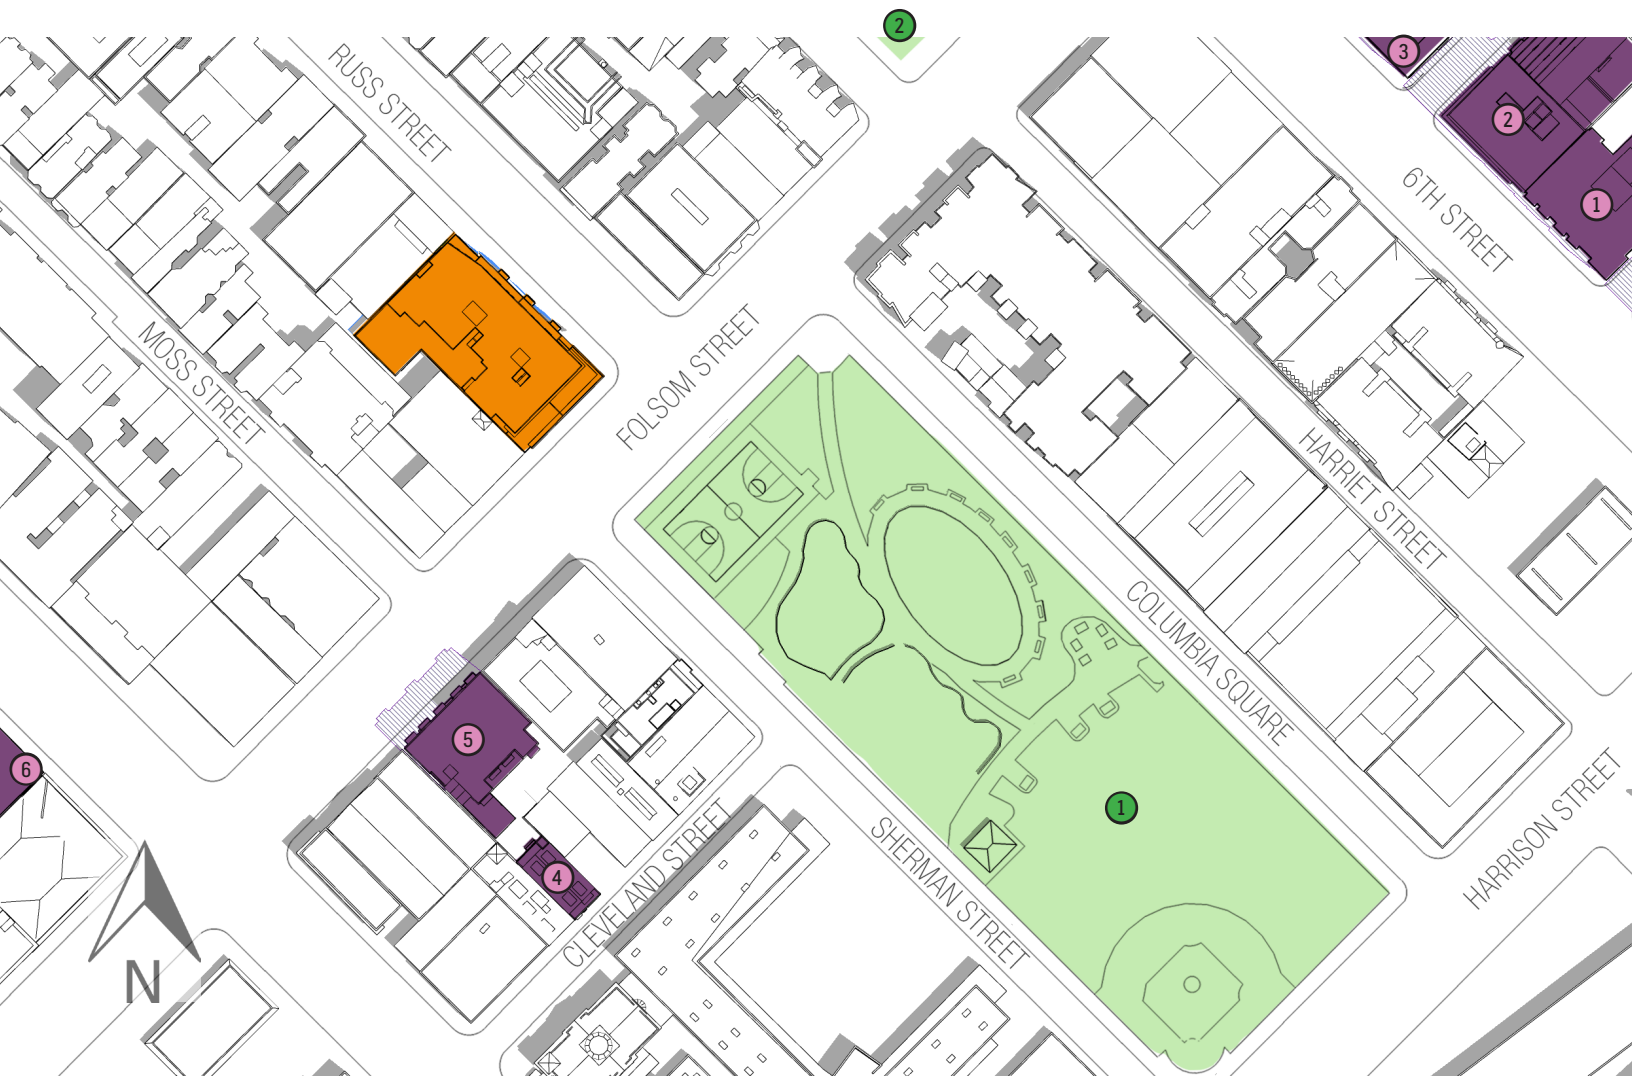 2
3
RUSS STREET
2
6TH STREET
1
MOSS STREET
FOLSOM STREET
HARRIET STREET
COLUMBIA SQUARE
5
6
1
HARRISON STREET
4
CLEVELAND STREET
SHERMAN STREET
N